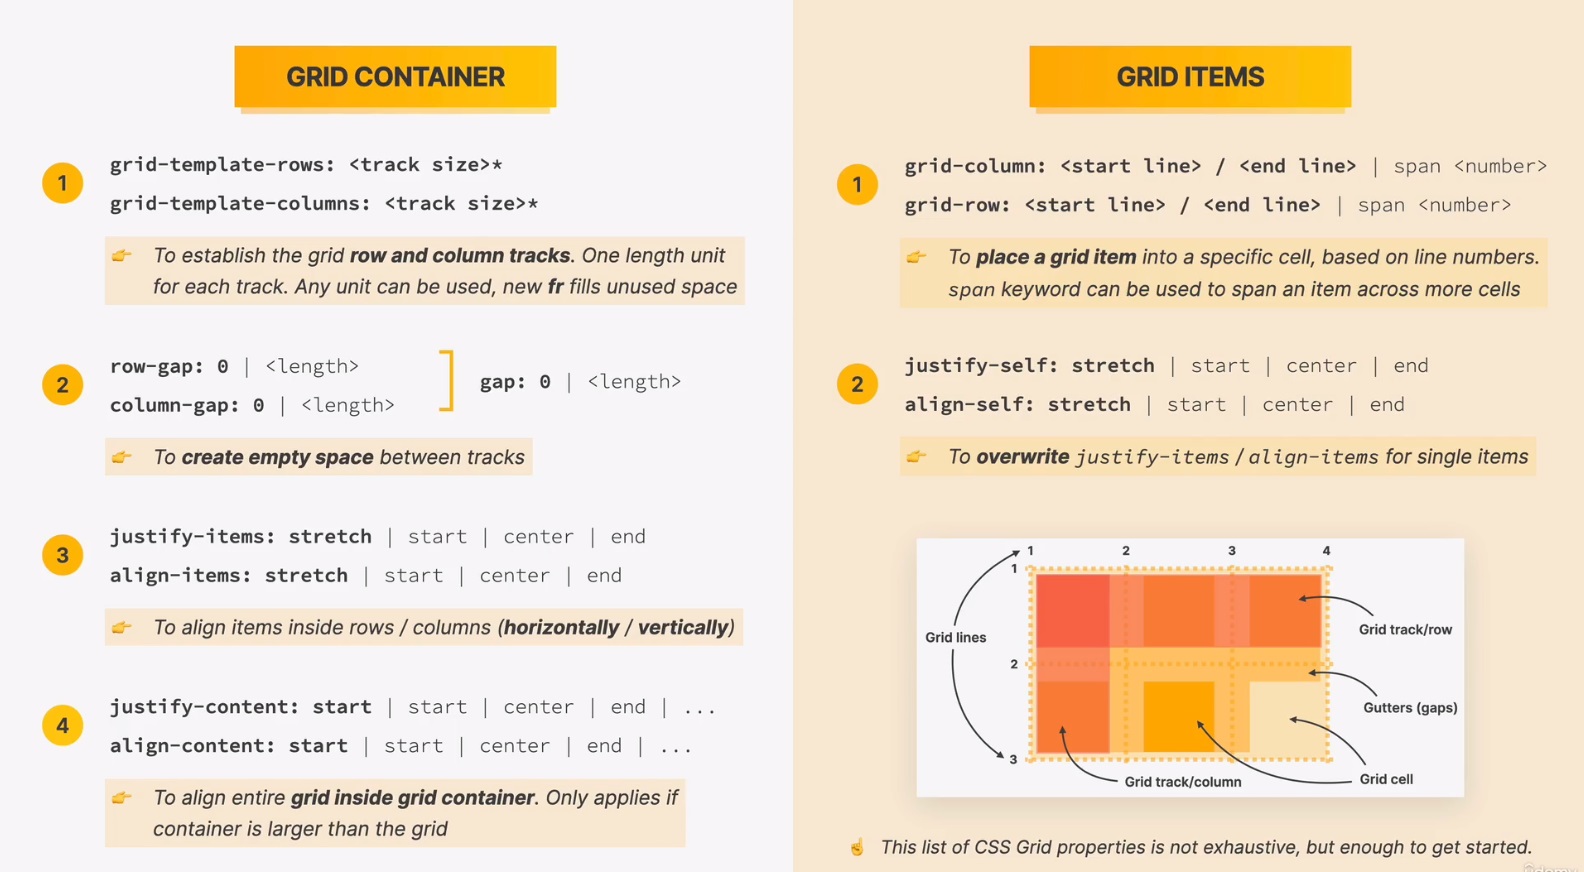 GRID CONTAINER
1
grid-template-rows: <track size>*
grid-template-columns: <track size>*
To establish the grid row and column tracks. One length unit
for each track. Any unit can be used, new fr fills unused space
2
row-gap: 0 | <length>
column-gap: 0 | <length>
gap: 0 | <length>
To create empty space between tracks
3
justify-items: stretch | start | center | end
align-items: stretch | start | center | end
To align items inside rows / columns (horizontally / vertically)
4
justify-content: start | start | center | end | ...
align-content: start | start | center | end | ...
To align entire grid inside grid container. Only applies if
container is larger than the grid
GRID ITEMS
1
grid-column: <start line> / <end line> | span <number>
grid-row: <start line> / <end line> | span <number>
To place a grid item into a specific cell, based on line numbers.
span keyword can be used to span an item across more cells
2
justify-self: stretch | start | center | end
align-self: stretch | start | center | end
To overwrite justify-items / align-items for single items
1 2 3 4
1
Grid track/row
Grid lines
2
Gutters (gaps)
3
Grid track/column
Grid cell
This list of CSS Grid properties is not exhaustive, but enough to get started.